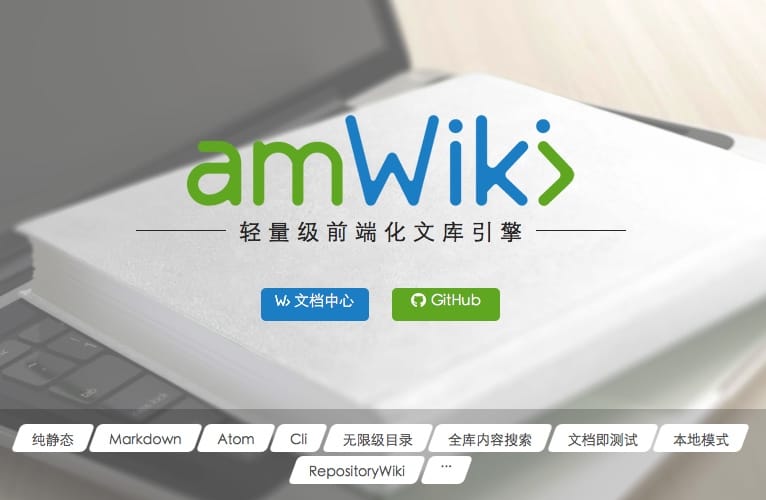 amWiki
轻量级前端化文库引擎
文档中心 GitHub
纯静态 Markdown Atom Cli 无限级目录 全库内容搜索 文档即测试 本地模式
RepositoryWiki ...